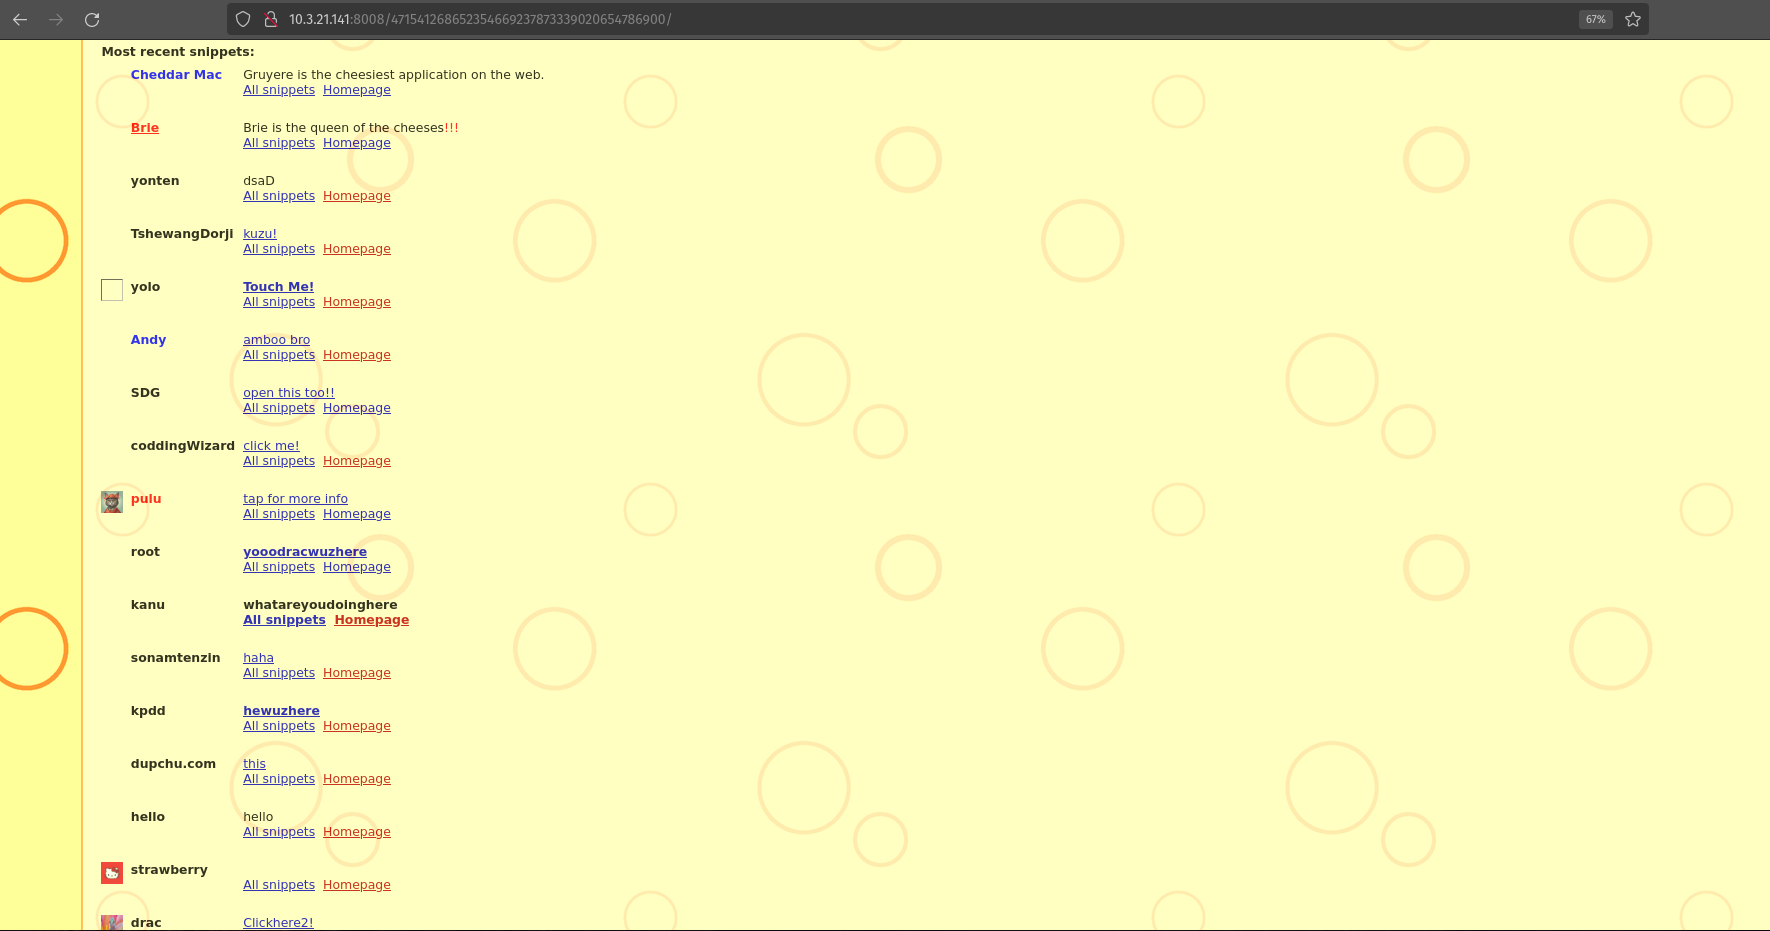 10.3.21.141:8008/471541268652354669237873339020654786900/
67%
Most recent snippets:
Cheddar Mac Gruyere is the cheesiest application on the web.
All snippets Homepage
Brie Brie is the queen of the cheeses!!!
All snippets Homepage
yonten dsaD
All snippets Homepage
TshewangDorji kuzu!
All snippets Homepage
yolo Touch Me!
All snippets Homepage
Andy amboo bro
All snippets Homepage
SDG open this too!!
All snippets Homepage
coddingWizard click me!
All snippets Homepage
pulu tap for more info
All snippets Homepage
root yooodracwuzhere
All snippets Homepage
kanu whatareyoudoinghere
All snippets Homepage
sonamtenzin haha
All snippets Homepage
kpdd hewuzhere
All snippets Homepage
dupchu.com this
All snippets Homepage
hello hello
All snippets Homepage
strawberry
All snippets Homepage
drac Clickhere2!